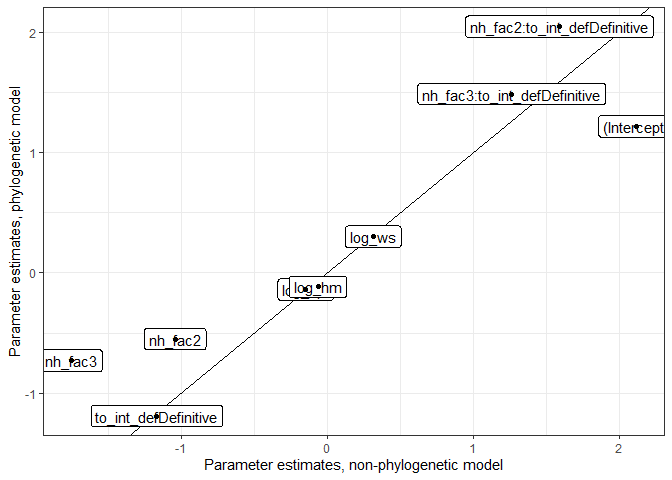 nh_fac2:to_int_defDefinitive
nh_fac3:to_int_defDefinitive
(Intercept
log_ws
log_hm
nh_fac2
nh_fac3
to_int_defDefinitive
2
1
0
-1
-1
0
1
2
Parameter estimates, phylogenetic model
Parameter estimates, non-phylogenetic model